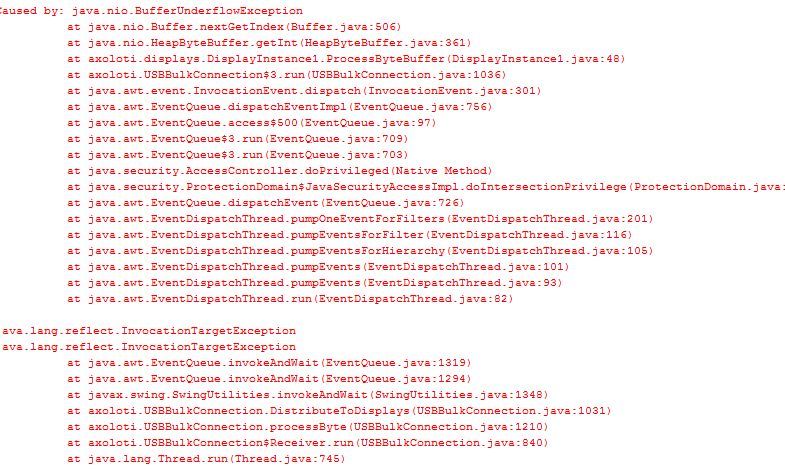 Caused by: java.nio.BufferUnderflowException
at java.nio.Buffer.nextGetIndex(Buffer.java:506)
at java.nio.HeapByteBuffer.getInt(HeapByteBuffer.java:361)
at axoloti.displays.DisplayInstance1.ProcessByteBuffer(DisplayInstance1.java:48)
at axoloti.USBBulkConnection$3.run(USBBulkConnection.java:1036)
at java.awt.event.InvocationEvent.dispatch(InvocationEvent.java:301)
at java.awt.EventQueue.dispatchEventImpl(EventQueue.java:756)
at java.awt.EventQueue.access$500(EventQueue.java:97)
at java.awt.EventQueue$3.run(EventQueue.java:709)
at java.awt.EventQueue$3.run(EventQueue.java:703)
at java.security.AccessController.doPrivileged(Native Method)
at java.security.ProtectionDomain$JavaSecurityAccessImpl.doIntersectionPrivilege(ProtectionDomain.java:
at java.awt.EventQueue.dispatchEvent(EventQueue.java:726)
at java.awt.EventDispatchThread.pumpOneEventForFilters(EventDispatchThread.java:201)
at java.awt.EventDispatchThread.pumpEventsForFilter(EventDispatchThread.java:116)
at java.awt.EventDispatchThread.pumpEventsForHierarchy(EventDispatchThread.java:105)
at java.awt.EventDispatchThread.pumpEvents(EventDispatchThread.java:101)
at java.awt.EventDispatchThread.pumpEvents(EventDispatchThread.java:93)
at java.awt.EventDispatchThread.run(EventDispatchThread.java:82)
ava.lang.reflect.InvocationTargetException
ava.lang.reflect.InvocationTargetException
at java.awt.EventQueue.invokeAndWait(EventQueue.java:1319)
at java.awt.EventQueue.invokeAndWait(EventQueue.java:1294)
at javax.swing.SwingUtilities.invokeAndWait(SwingUtilities.java:1348)
at axoloti.USBBulkConnection.DistributeToDisplays(USBBulkConnection.java:1031)
at axoloti.USBBulkConnection.processByte(USBBulkConnection.java:1210)
at axoloti.USBBulkConnection$Receiver.run(USBBulkConnection.java:840)
at java.lang.Thread.run(Thread.java:745)